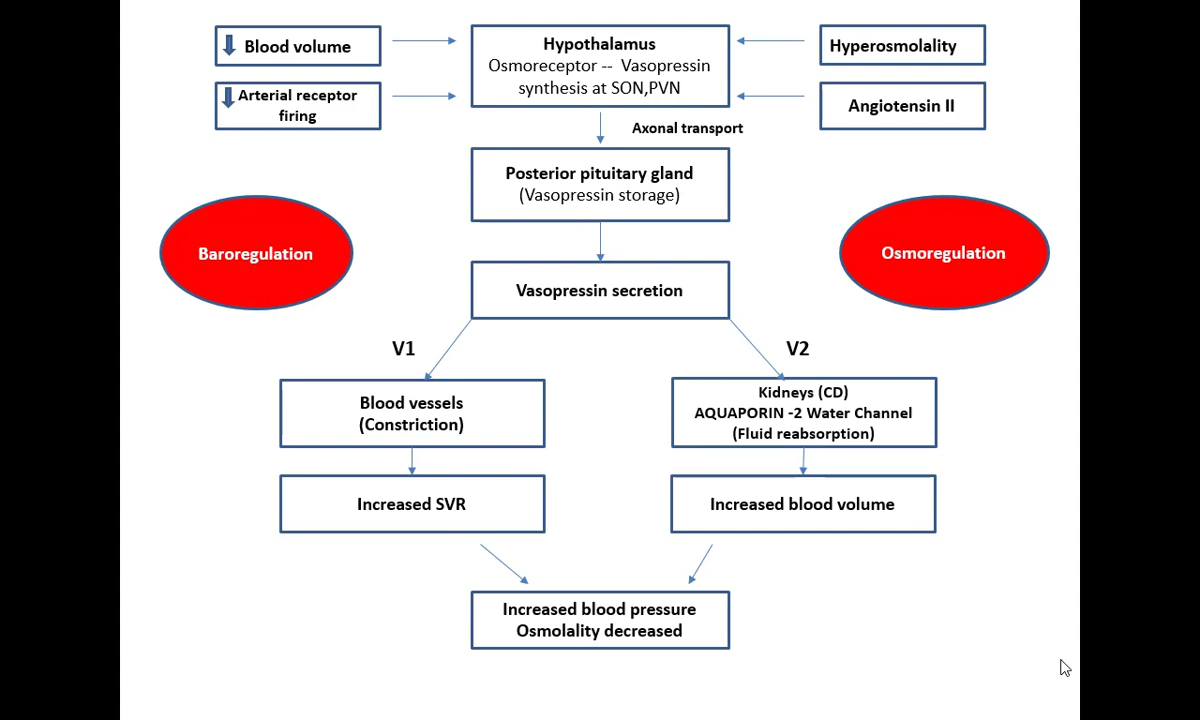 Blood volume
Hypothalamus
Osmoreceptor -- Vasopressin
synthesis at SON,PVN
Hyperosmolality
Arterial receptor
firing
Angiotensin II
Axonal transport
Posterior pituitary gland
(Vasopressin storage)
Baroregulation
Osmoregulation
Vasopressin secretion
V1
V2
Blood vessels
(Constriction)
Kidneys (CD)
AQUAPORIN -2 Water Channel
(Fluid reabsorption)
Increased SVR
Increased blood volume
Increased blood pressure
Osmolality decreased